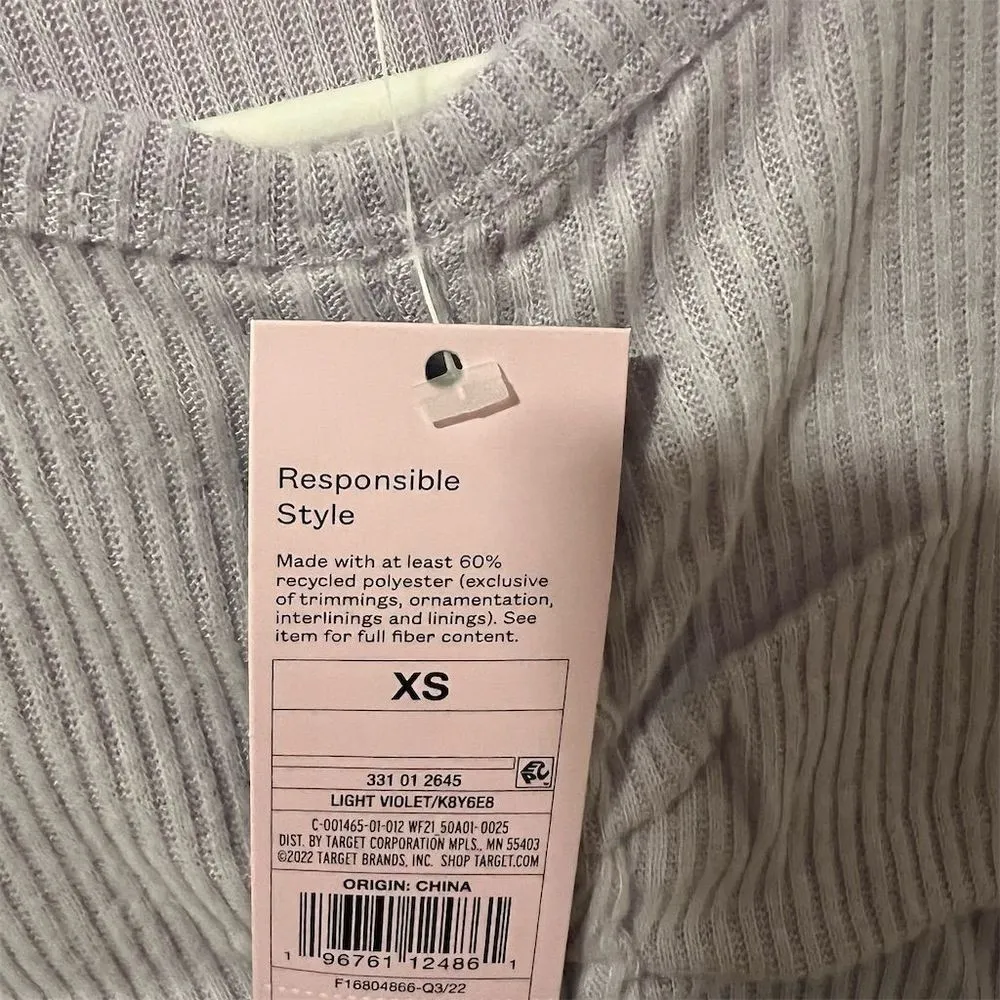 Responsible
Style
Made with at least 60%
recycled polyester (exclusive
of trimmings, ornamentation,
interlinings and linings). See
item for full fiber content.
XS
EPC
331 01 2645
LIGHT VIOLET/K8Y6E8
C-001465-01-012 WF21_50A01-0025
DIST. BY TARGET CORPORATION MPLS., MN 55403
©2022 TARGET BRANDS, INC. SHOP TARGET.COM
ORIGIN: CHINA
1 96761 12486 1
F16804866-Q3/22